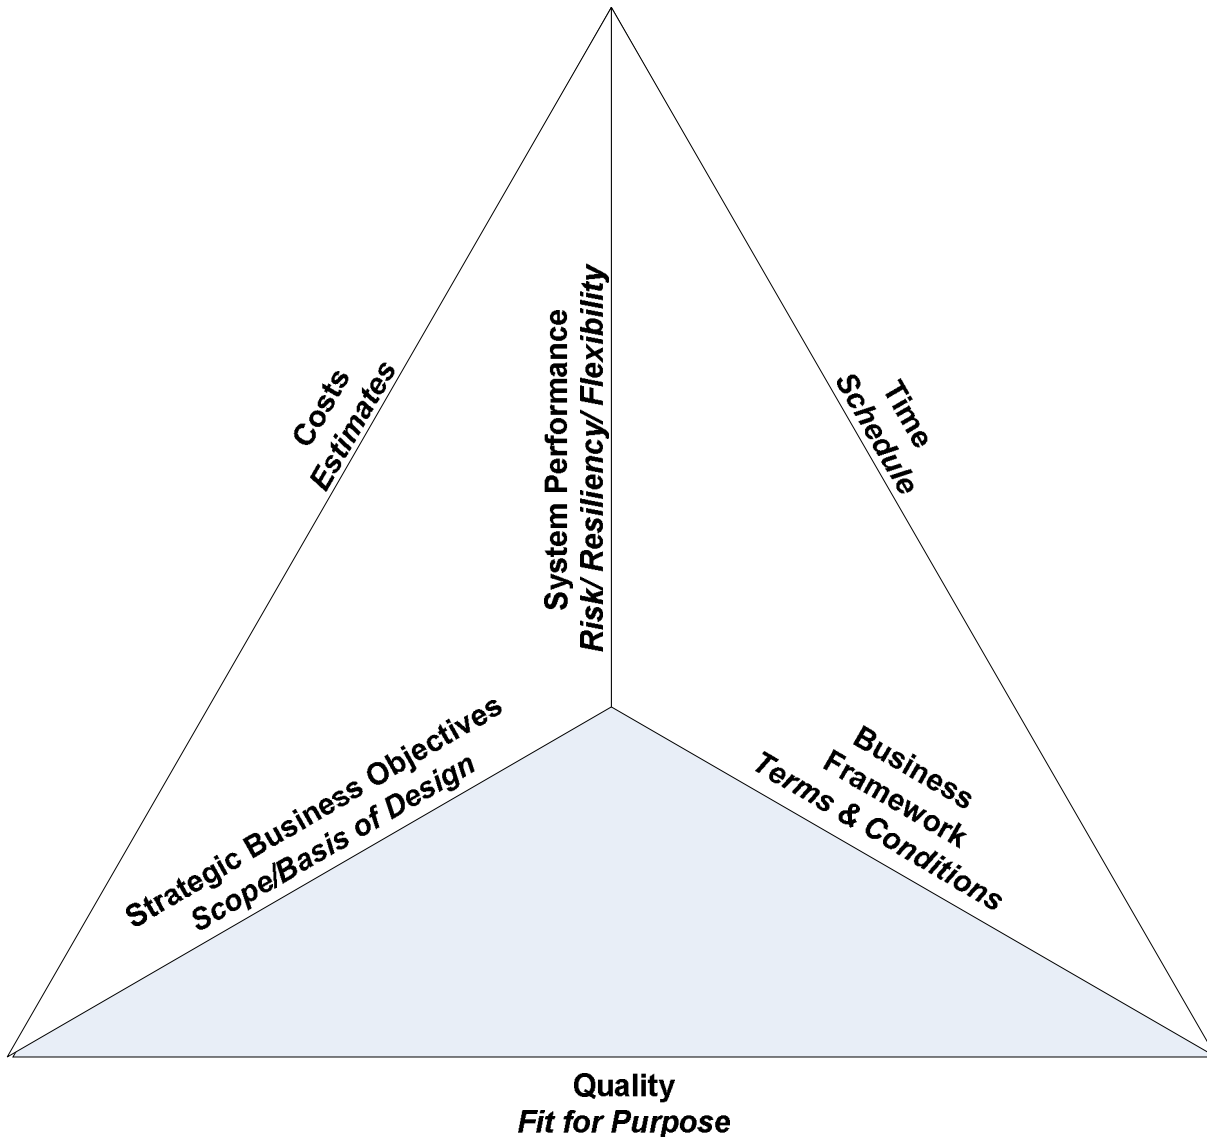 Costs
Estimates
System Performance
Risk/ Resiliency/ Flexibility
Time
Schedule
Strategic Business Objectives
Scope/Basis of Design
Business
Framework
Terms & Conditions
Quality
Fit for Purpose